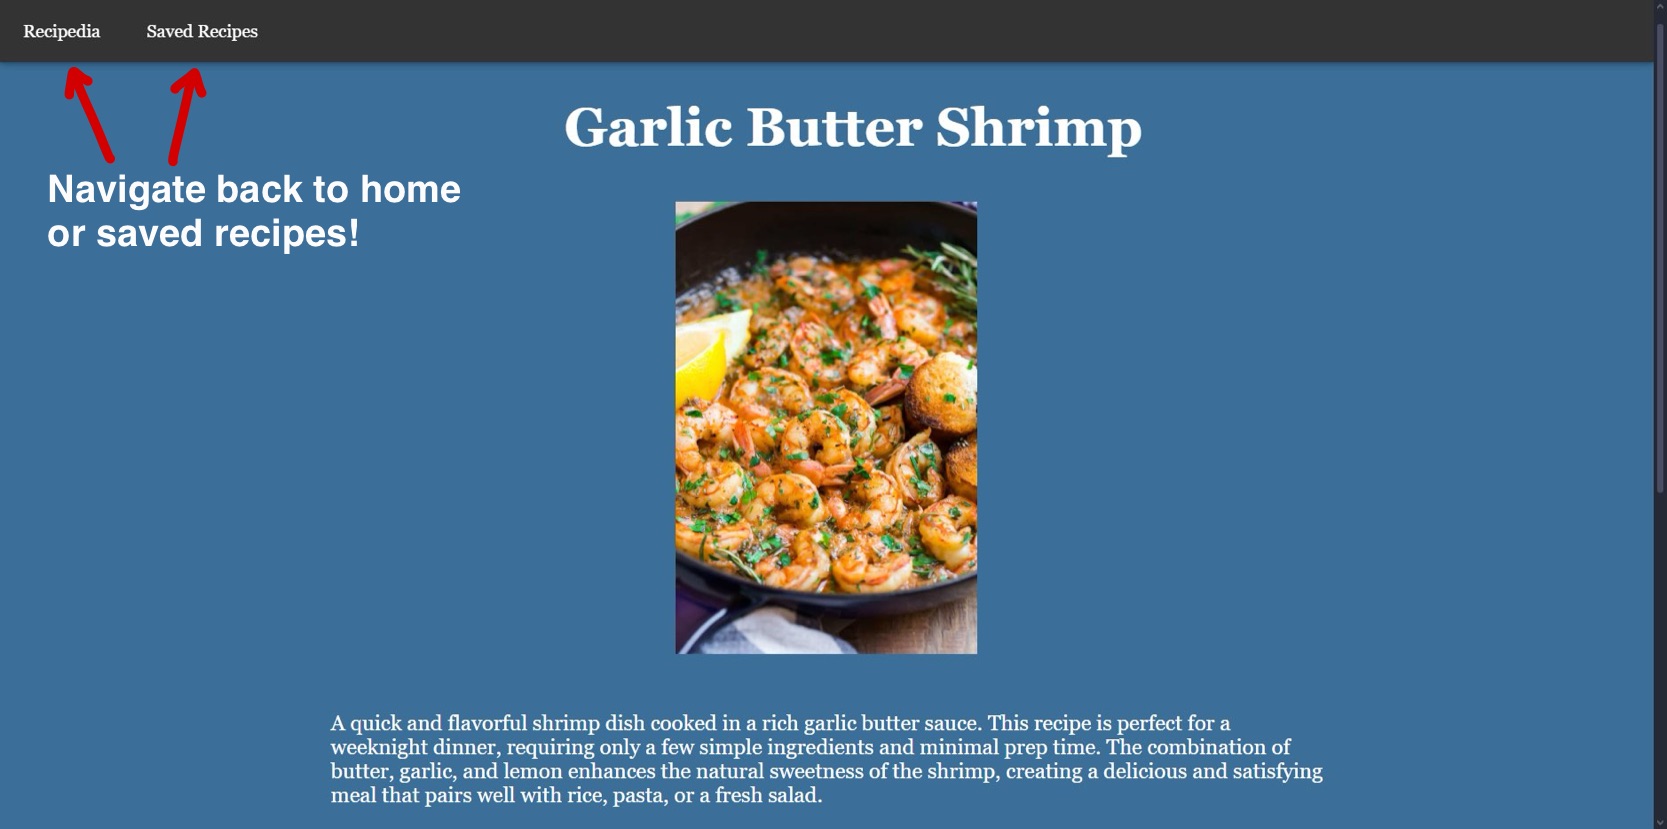 Recipedia
Saved Recipes
Navigate back to home
or saved recipes!
Garlic Butter Shrimp
A quick and flavorful shrimp dish cooked in a rich garlic butter sauce. This recipe is perfect for a
weeknight dinner, requiring only a few simple ingredients and minimal prep time. The combination of
butter, garlic, and lemon enhances the natural sweetness of the shrimp, creating a delicious and satisfying
meal that pairs well with rice, pasta, or a fresh salad.